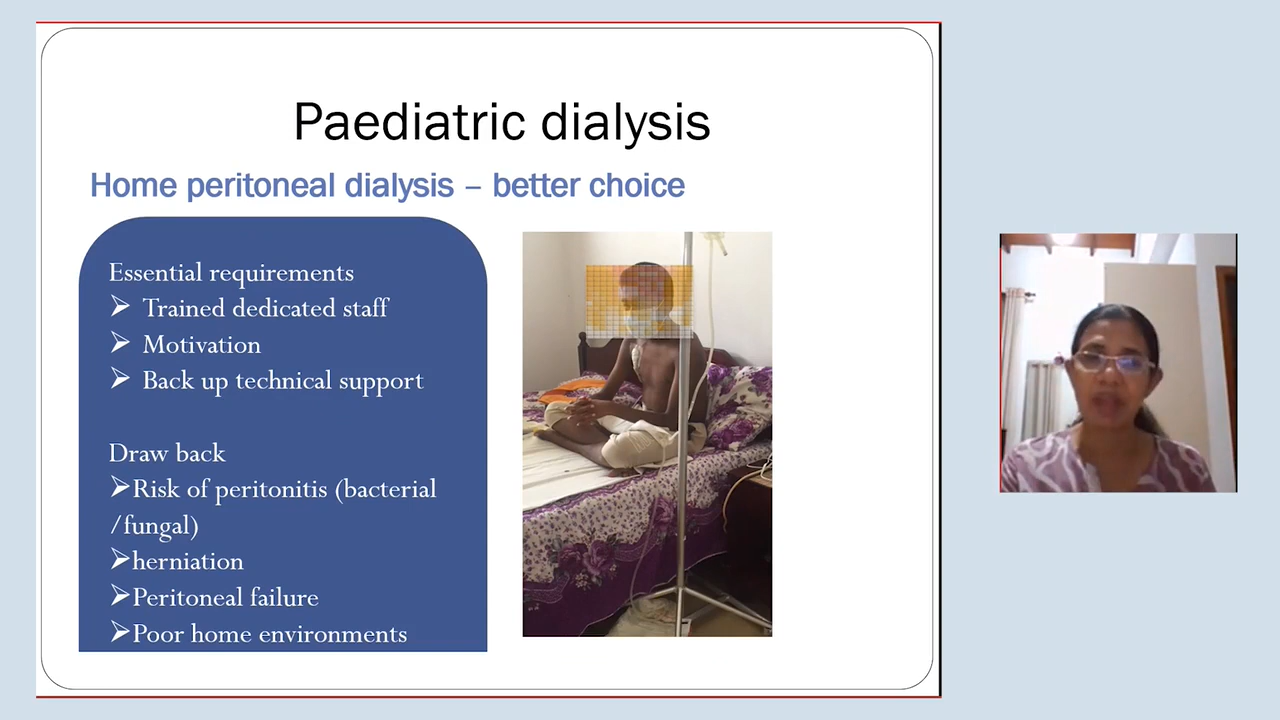 Paediatric dialysis
Home peritoneal dialysis – better choice
Essential requirements
➢ Trained dedicated staff
➢ Motivation
➢ Back up technical support
Draw back
➢Risk of peritonitis (bacterial
/fungal)
➢herniation
➢Peritoneal failure
➢Poor home environments